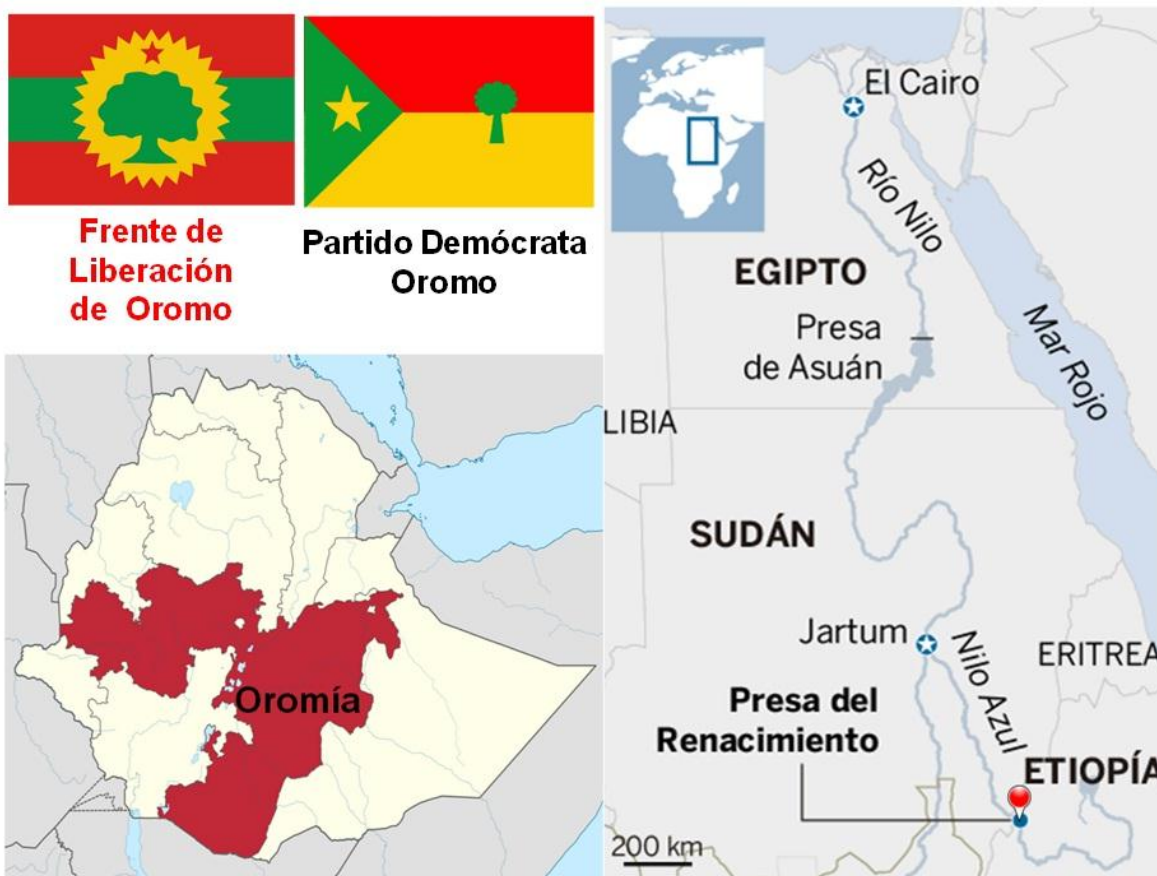 Frente de
Liberación
de Oromo
Partido Demócrata
Oromo
Oromía
El Cairo
Río Nilo
EGIPTO
Presa
de Asuán
Mar Rojo
LIBIA
SUDÁN
Jartum
Nilo Azul
ERITREA
Presa del
Renacimiento
ETIOPÍA
200 km